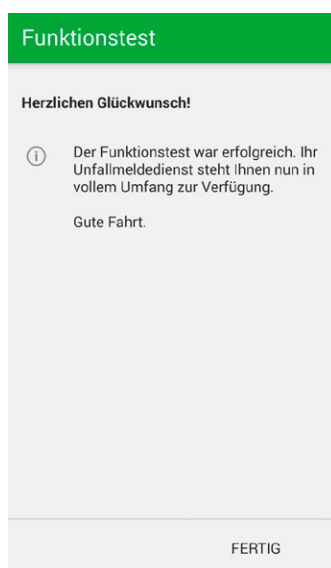 Funktionstest
Herzlichen Glückwunsch!
Der Funktionstest war erfolgreich. Ihr
Unfallmeldedienst steht Ihnen nun in
vollem Umfang zur Verfügung.
Gute Fahrt.
FERTIG